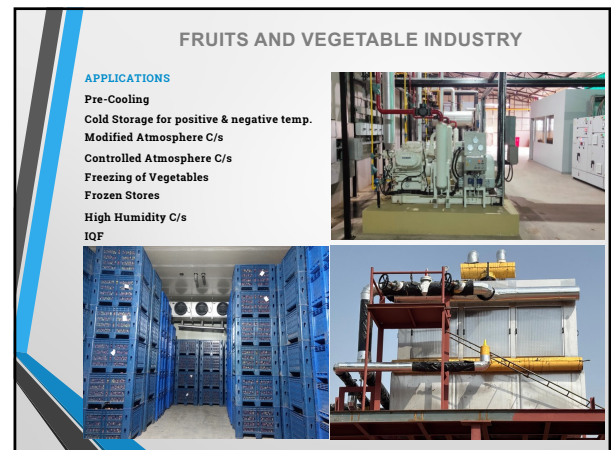 FRUITS AND VEGETABLE INDUSTRY
APPLICATIONS
Pre-Cooling
Cold Storage for positive & negative temp.
Modified Atmosphere C/s
Controlled Atmosphere C/s
Freezing of Vegetables
Frozen Stores
High Humidity C/s
IQF